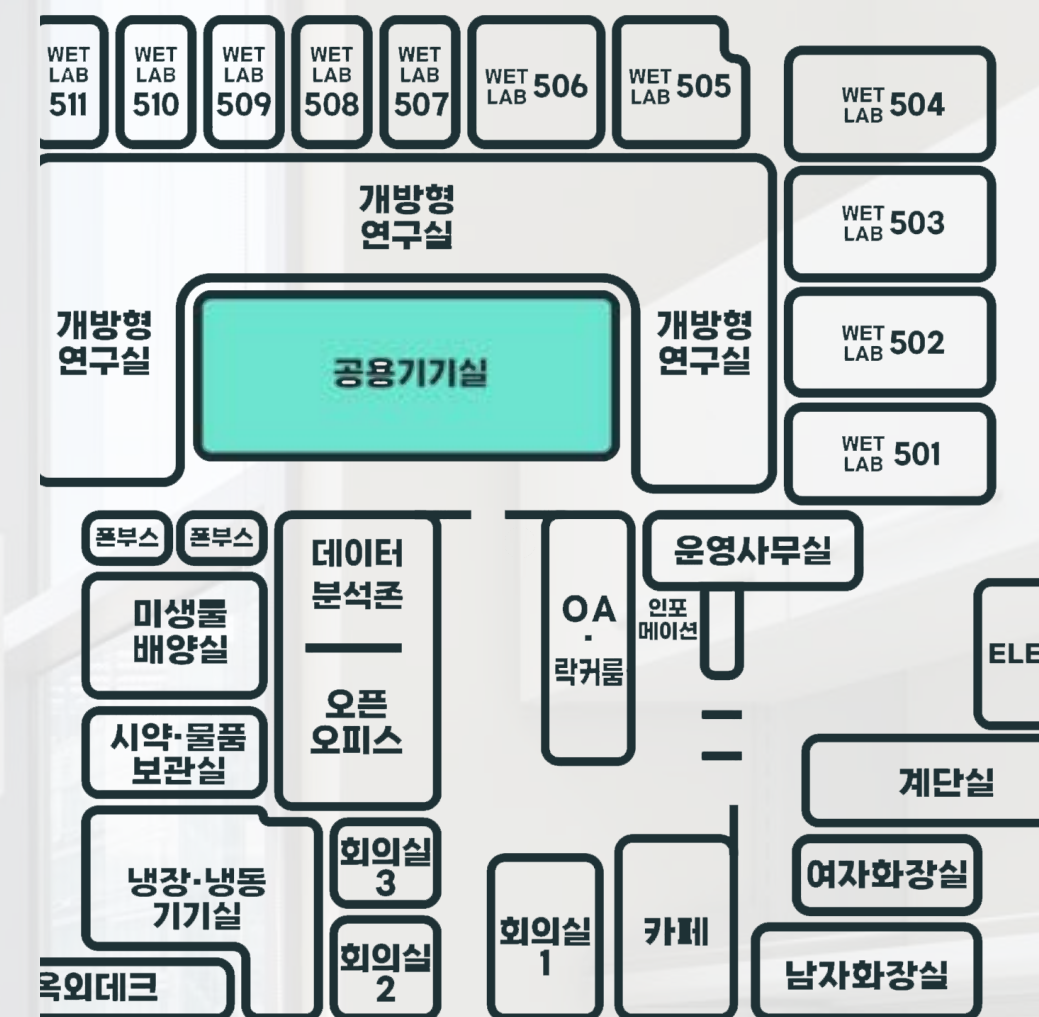 WET
LAB
511
WET
LAB
510
WET
LAB
509
WET
LAB
508
WET
LAB
507
WET
LAB 506
WET
LAB 505
WET
LAB 504
개방형
연구실
WET
LAB 503
개방형
연구실
공용기기실
개방형
연구실
WET
LAB 502
WET
LAB 501
폰부스
폰부스
데이터
분석존
운영사무실
미생물
배양실
OA
·
락커룸
인포
메이션
ELE
시약·물품
보관실
오픈
오피스
계단실
냉장·냉동
기기실
회의실
3
여자화장실
회의실
1
카페
옥외데크
회의실
2
남자화장실